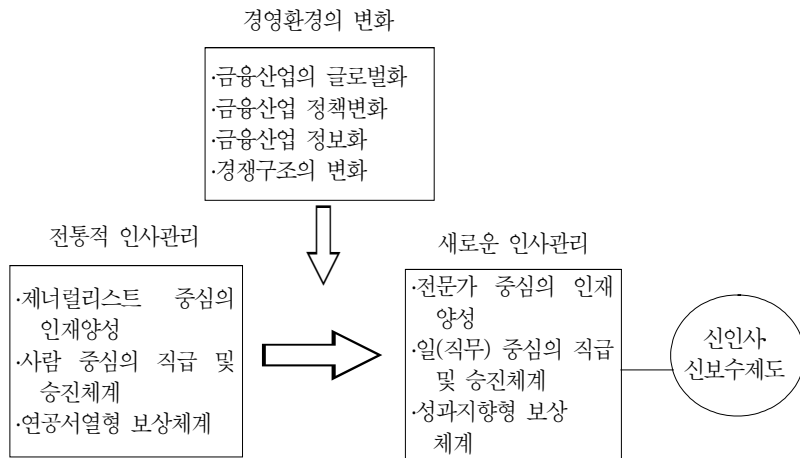 경영환경의 변화
·금융산업의 글로벌화
·금융산업 정책변화
·금융산업 정보화
·경쟁구조의 변화
전통적 인사관리
·제너럴리스트 중심의
인재양성
·사람 중심의 직급 및
승진체계
·연공서열형 보상체계
새로운 인사관리
·전문가 중심의 인재
양성
·일(직무) 중심의 직급
및 승진체계
·성과지향형 보상
체계
신인사·
신보수제도